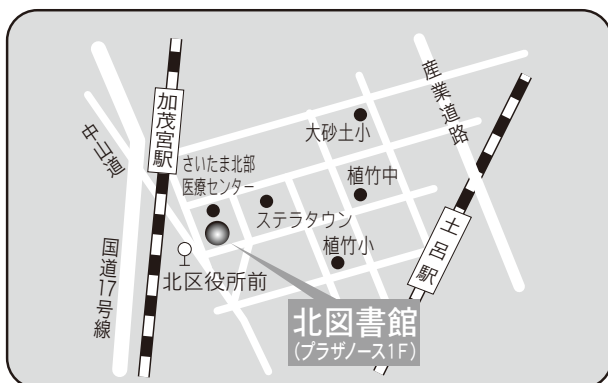 加茂宮駅
中山道
国道17号線
さいたま北部
医療センター
ステラタウン
北区役所前
大砂土小
植竹中
植竹小
産業道路
土呂駅
北図書館
(プラザノース1F)